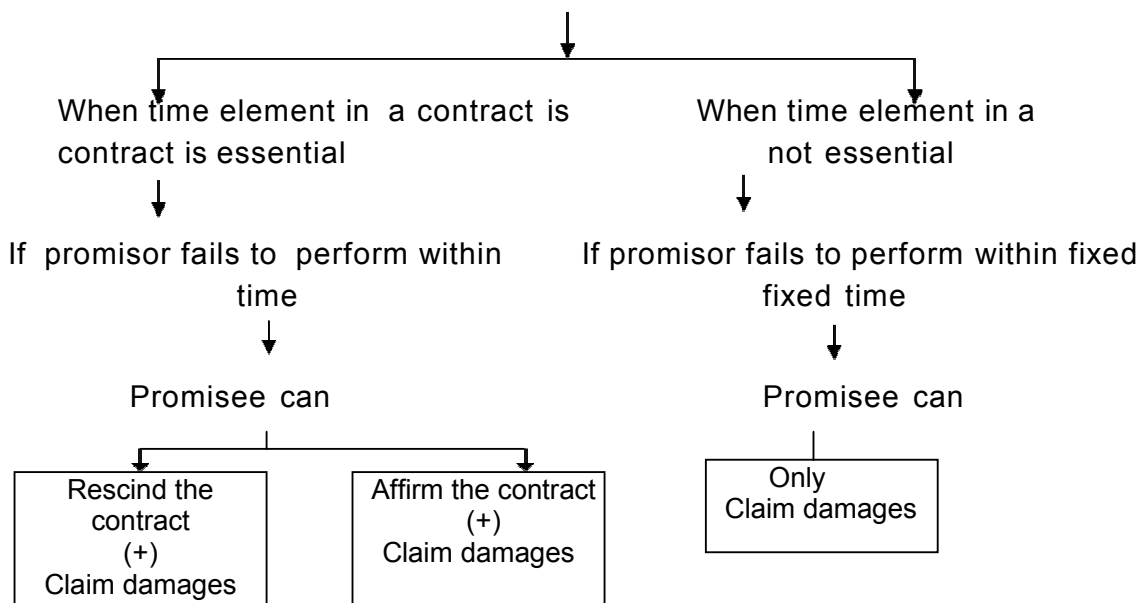 When time element in a contract is
contract is essential
When time element in a
not essential
If promisor fails to perform within
time
If promisor fails to perform within fixed
fixed time
Promisee can
Promisee can
Rescind the
contract
(+)
Claim damages
Affirm the contract
(+)
Claim damages
Only
Claim damages